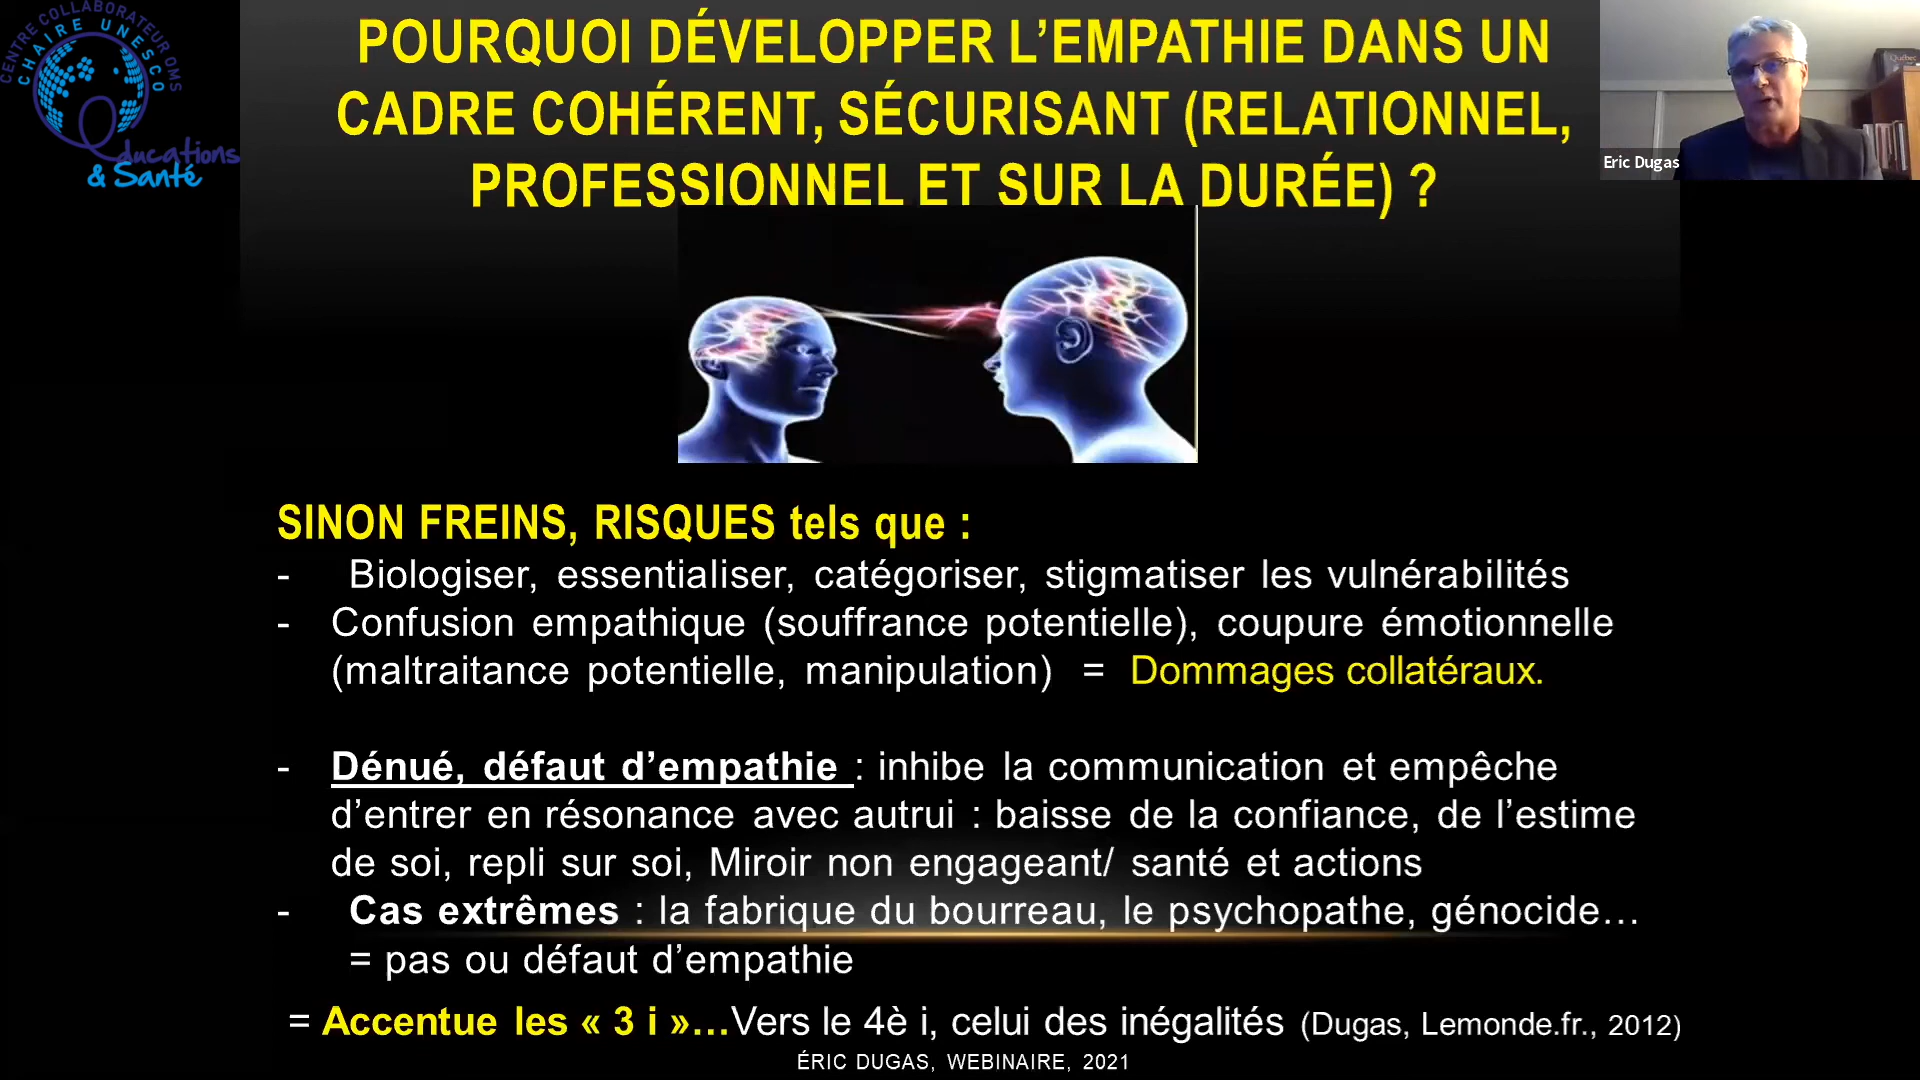 CENTRE COLLABORATEUR OMS
CHAIRE UNESCO
Educations
& Santé
POURQUOI DÉVELOPPER L’EMPATHIE DANS UN
CADRE COHÉRENT, SÉCURISANT (RELATIONNEL,
PROFESSIONNEL ET SUR LA DURÉE) ?
Québec
Eric Dugas
SINON FREINS, RISQUES tels que :
- Biologiser, essentialiser, catégoriser, stigmatiser les vulnérabilités
- Confusion empathique (souffrance potentielle), coupure émotionnelle
(maltraitance potentielle, manipulation) = Dommages collatéraux.
- Dénué, défaut d’empathie : inhibe la communication et empêche
d’entrer en résonance avec autrui : baisse de la confiance, de l’estime
de soi, repli sur soi, Miroir non engageant/ santé et actions
- Cas extrêmes : la fabrique du bourreau, le psychopathe, génocide…
= pas ou défaut d’empathie
= Accentue les « 3 i »…Vers le 4è i, celui des inégalités (Dugas, Lemonde.fr., 2012)
ÉRIC DUGAS, WEBINAIRE, 2021